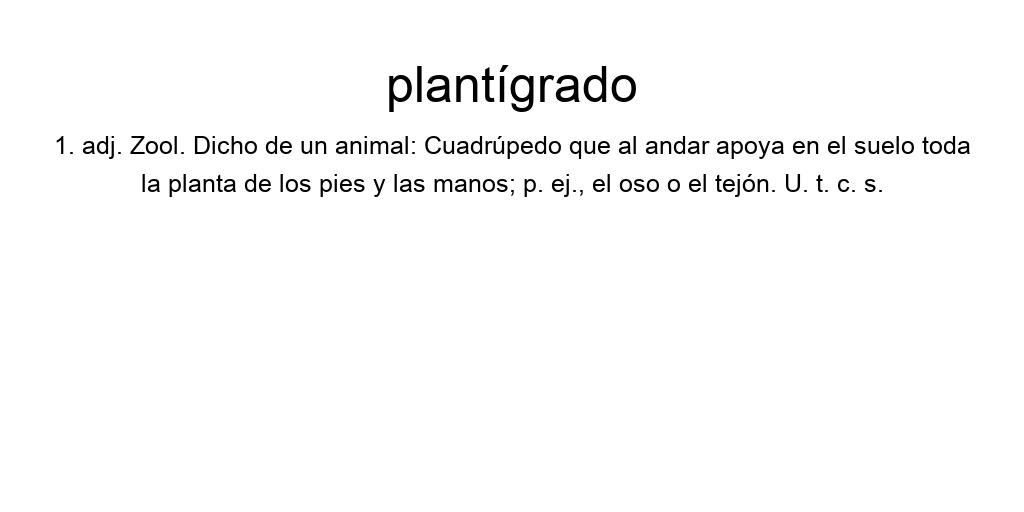 plantígrado
1. adj. Zool. Dicho de un animal: Cuadrúpedo que al andar apoya en el suelo toda
la planta de los pies y las manos; p. ej., el oso o el tejón. U. t. c. s.